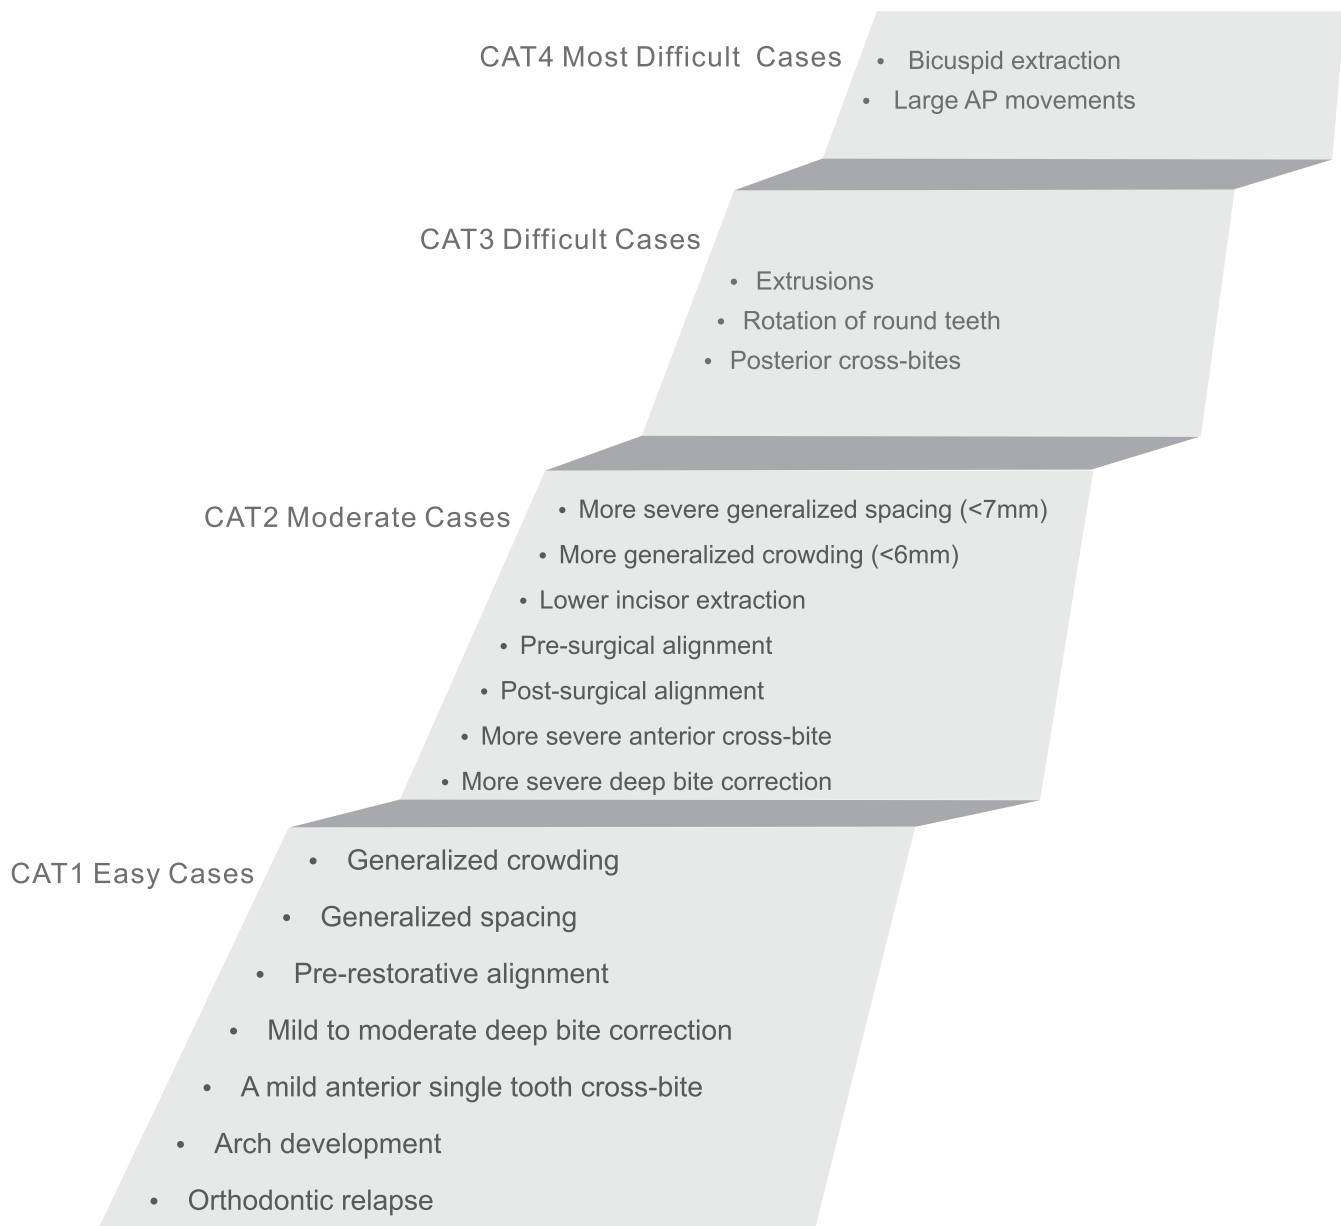 CAT4 Most Difficult Cases
• Bicuspid extraction
• Large AP movements
CAT3 Difficult Cases
• Extrusions
• Rotation of round teeth
• Posterior cross-bites
CAT2 Moderate Cases
• More severe generalized spacing (<7mm)
• More generalized crowding (<6mm)
• Lower incisor extraction
• Pre-surgical alignment
• Post-surgical alignment
• More severe anterior cross-bite
• More severe deep bite correction
CAT1 Easy Cases
• Generalized crowding
• Generalized spacing
• Pre-restorative alignment
• Mild to moderate deep bite correction
• A mild anterior single tooth cross-bite
• Arch development
• Orthodontic relapse